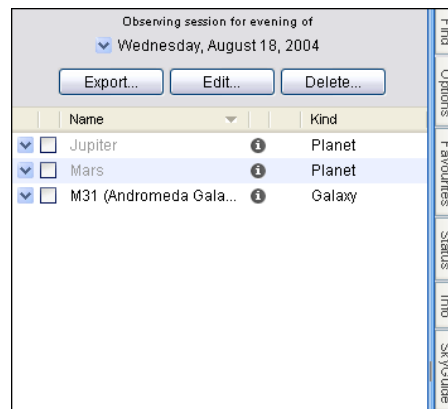 Observing session for evening of
Wednesday, August 18, 2004
Export... Edit... Delete...
Name Kind
Jupiter Planet
Mars Planet
M31 (Andromeda Gala... Galaxy
Find
Options
Favourites
Status
Info
SkyGuide